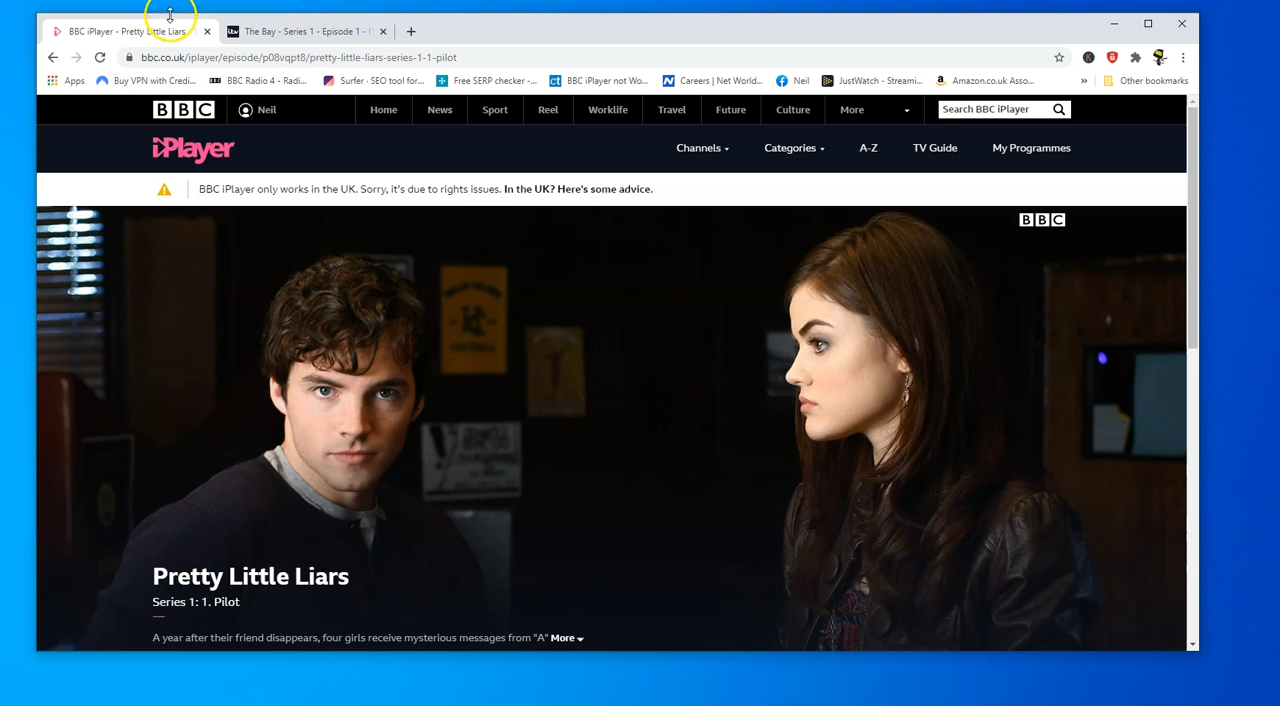 BBC iPlayer - Pretty Little Liars
The Bay - Series 1 - Episode 1 -
bbc.co.uk/iplayer/episode/p08vqpt8/pretty-little-liars-series-1-1-pilot
Apps Buy VPN with Credi... BBC Radio 4 - Radi... Surfer - SEO tool for... Free SERP checker -... BBC iPlayer not Wo... Careers | Net World... Neil JustWatch - Streami... Amazon.co.uk Asso... » Other bookmarks
BBC Neil Home News Sport Reel Worklife Travel Future Culture More Search BBC iPlayer
iPlayer Channels Categories A-Z TV Guide My Programmes
BBC iPlayer only works in the UK. Sorry, it's due to rights issues. In the UK? Here's some advice.
BBC
Pretty Little Liars
Series 1: 1. Pilot
A year after their friend disappears, four girls receive mysterious messages from "A" More